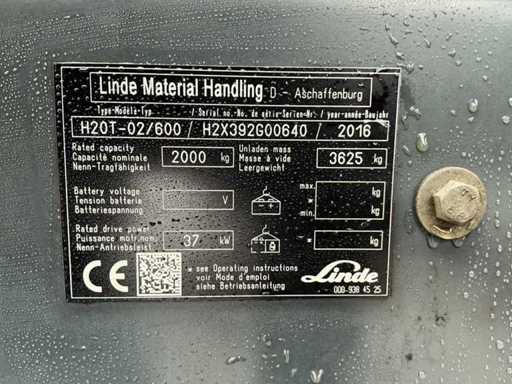 Linde Material Handling D - Aschaffenburg
Type-Modèle-Typ / Serial no.-No. de série-Serien-Nr. / year-année-Baujahr
H20T-02/600 / H2X392G00640 / 2016
Rated capacity
Capacité nominale 2000 kg
Nenn-Tragfähigkeit
Unladen mass
Masse à vide 3625 kg
Leergewicht
Battery voltage
Tension batterie V
Batteriespannung
max. kg
*
min. kg
Rated drive power
Puissance motr.nom. 37 kW
Nenn-Antriebsleist.
* kg
CE
* see Operating instructions
voir Mode d'emploi
siehe Betriebsanleitung
Linde
000-938 45 25